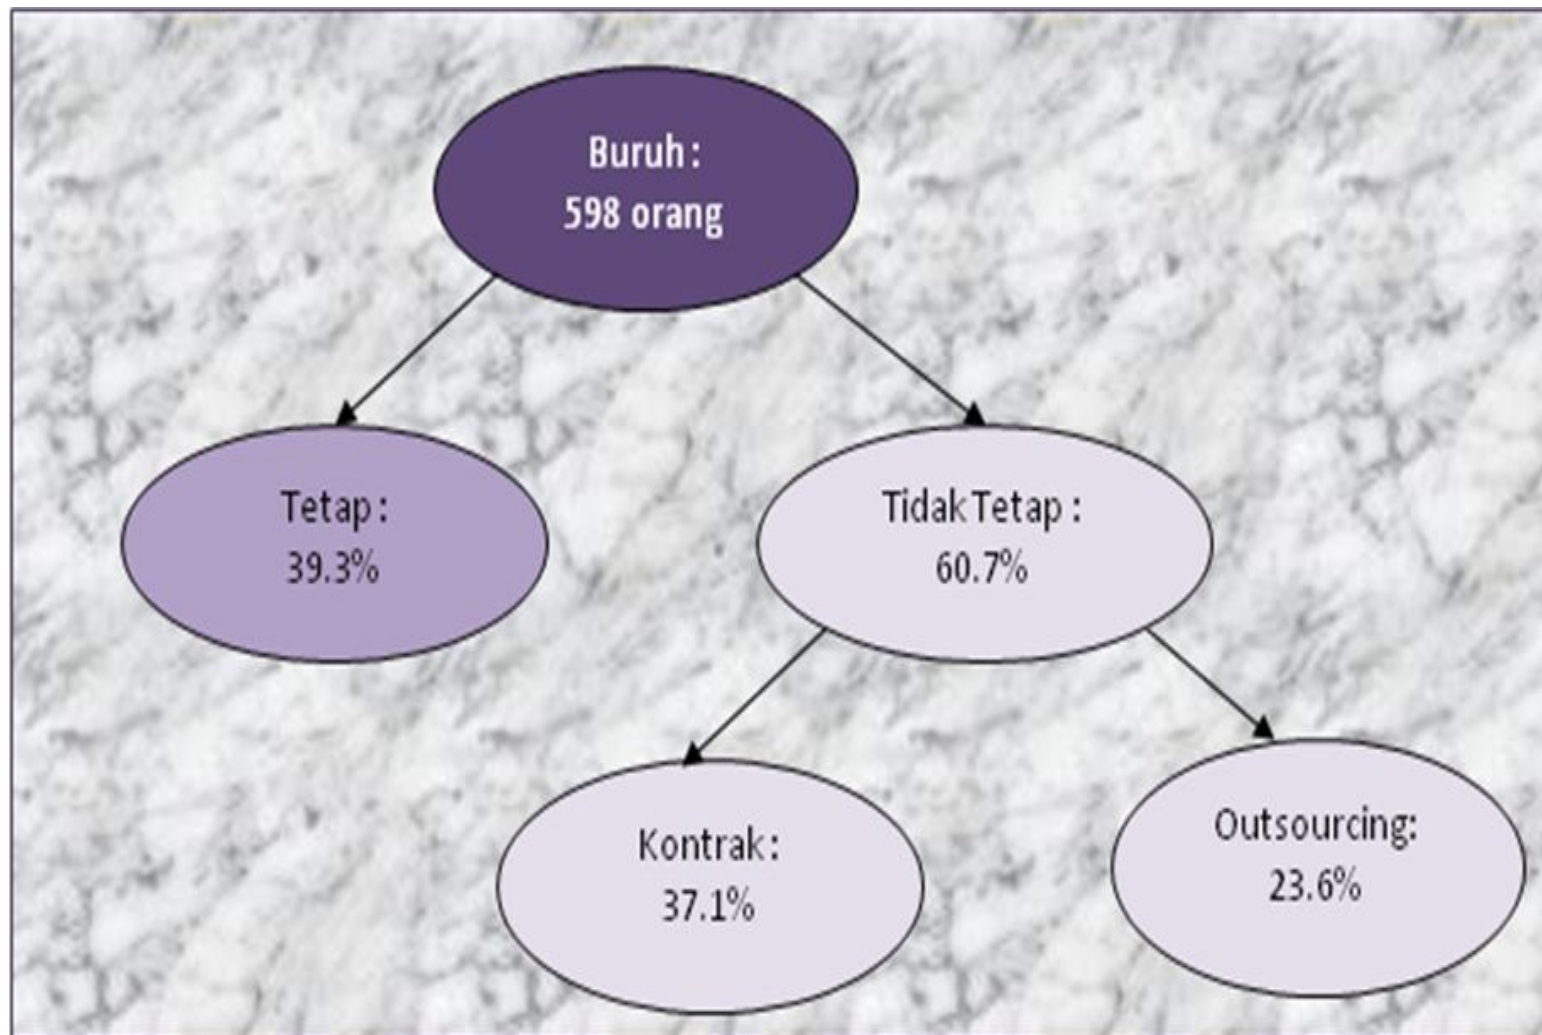 Buruh :
598 orang
Tetap :
39.3%
Tidak Tetap :
60.7%
Kontrak :
37.1%
Outsourcing:
23.6%